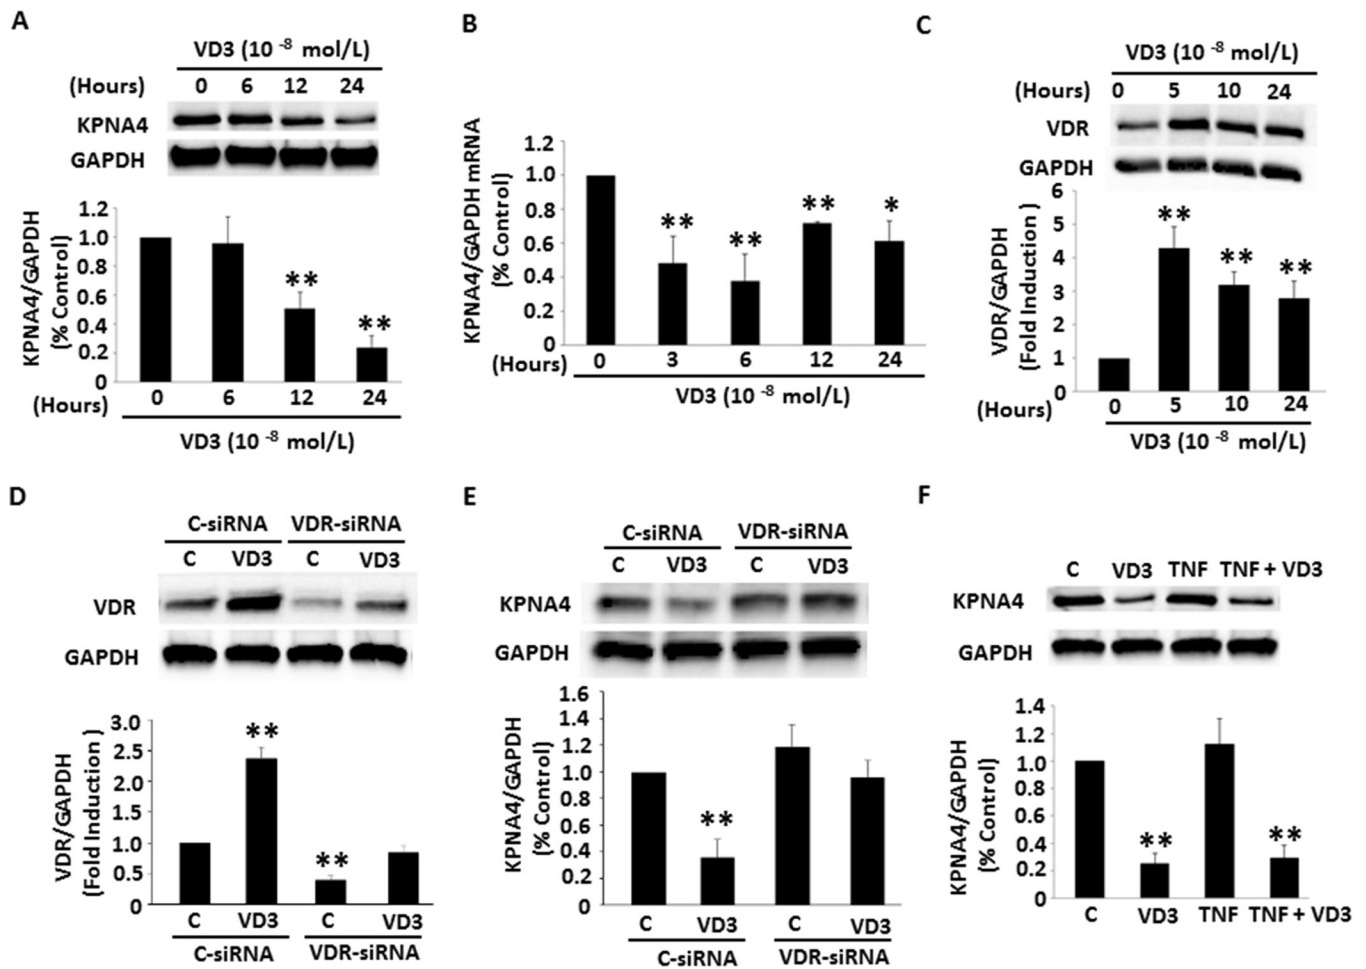 A
VD3 (10 -8 mol/L)
(Hours) 0 6 12 24
KPNA4
GAPDH
KPNA4/GAPDH
(% Control)
1.2
1.0
0.8
0.6
0.4
0.2
0
**
**
(Hours) 0 6 12 24
VD3 (10 -8 mol/L)
B
KPNA4/GAPDH mRNA
(% Control)
1.2
1.0
0.8
0.6
0.4
0.2
0
**
**
**
*
(Hours) 0 3 6 12 24
VD3 (10 -8 mol/L)
C
VD3 (10 -8 mol/L)
(Hours) 0 5 10 24
VDR
GAPDH
VDR/GAPDH
(Fold Induction )
6
5
4
3
2
1
0
**
**
**
(Hours) 0 5 10 24
VD3 (10 -8 mol/L)
D
C-siRNA VDR-siRNA
C VD3 C VD3
VDR
GAPDH
VDR/GAPDH
(Fold Induction )
3.0
2.5
2.0
1.5
1.0
0.5
0
**
**
C VD3 C VD3
C-siRNA VDR-siRNA
E
C-siRNA VDR-siRNA
C VD3 C VD3
KPNA4
GAPDH
KPNA4/GAPDH
(% Control)
1.6
1.4
1.2
1.0
0.8
0.6
0.4
0.2
0
**
C VD3 C VD3
C-siRNA VDR-siRNA
F
C VD3 TNF TNF + VD3
KPNA4
GAPDH
KPNA4/GAPDH
(% Control)
1.4
1.2
1.0
0.8
0.6
0.4
0.2
0
**
**
C VD3 TNF TNF + VD3